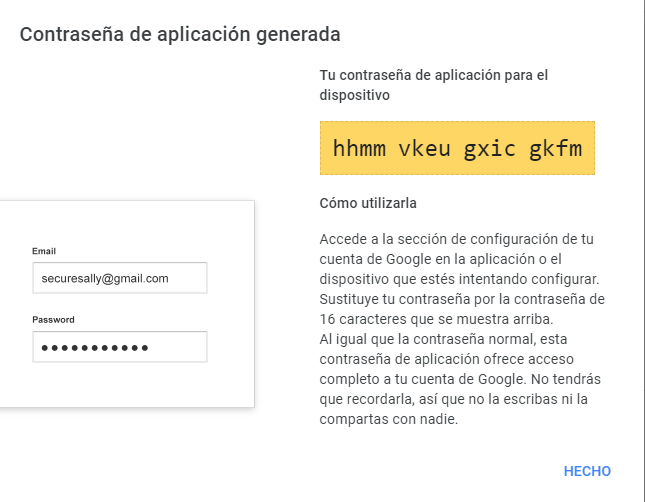 Contraseña de aplicación generada
Tu contraseña de aplicación para el
dispositivo
hhmm vkeu gxic gkfm
Cómo utilizarla
Email
securesally@gmail.com
Password
Accede a la sección de configuración de tu
cuenta de Google en la aplicación o el
dispositivo que estés intentando configurar.
Sustituye tu contraseña por la contraseña de
16 caracteres que se muestra arriba.
Al igual que la contraseña normal, esta
contraseña de aplicación ofrece acceso
completo a tu cuenta de Google. No tendrás
que recordarla, así que no la escribas ni la
compartas con nadie.
HECHO